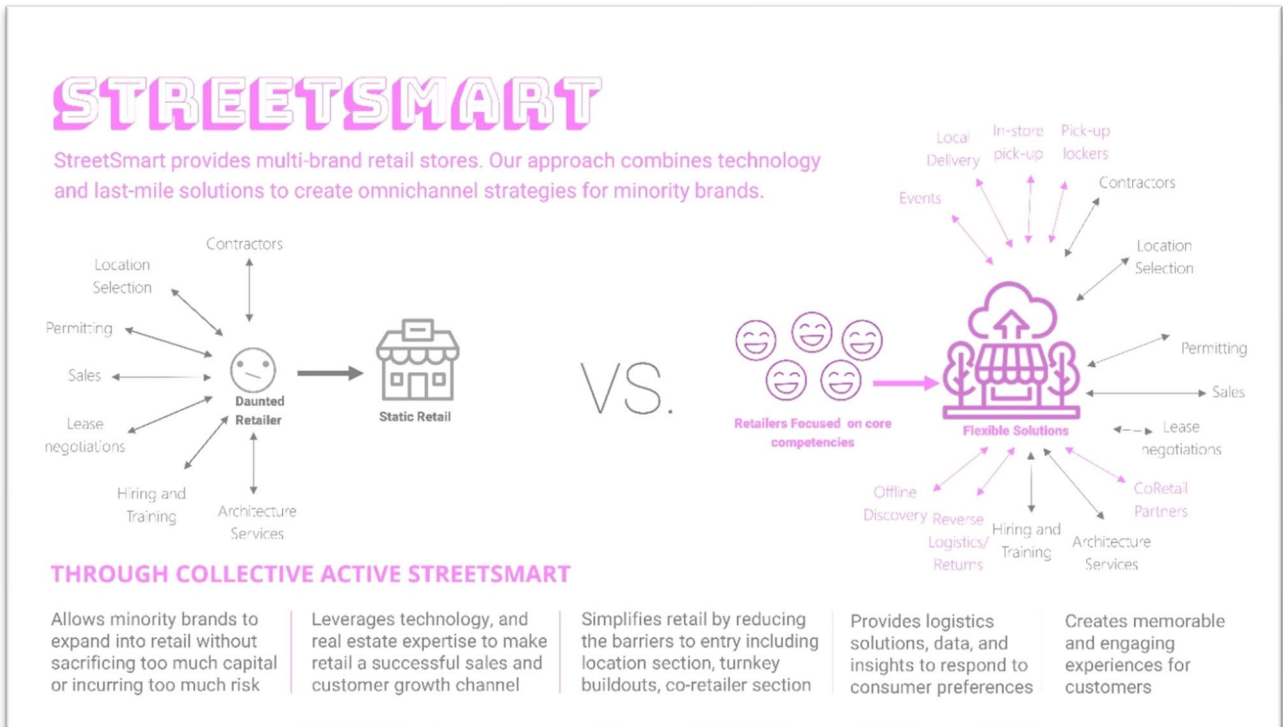 STREETSMART
StreetSmart provides multi-brand retail stores. Our approach combines technology
and last-mile solutions to create omnichannel strategies for minority brands.
Contractors
Location
Selection
Permitting
Sales
Lease
negotiations
Hiring and
Training
Architecture
Services
Daunted
Retailer
Static Retail
VS.
Retailers Focused on core
competencies
Flexible Solutions
Events
Local
Delivery
In-store
pick-up
Pick-up
lockers
Contractors
Location
Selection
Permitting
Sales
Lease
negotiations
CoRetail
Partners
Architecture
Services
Hiring and
Training
Reverse
Logistics/
Returns
Offline
Discovery
THROUGH COLLECTIVE ACTIVE STREETSMART
Allows minority brands to
expand into retail without
sacrificing too much capital
or incurring too much risk
Leverages technology, and
real estate expertise to make
retail a successful sales and
customer growth channel
Simplifies retail by reducing
the barriers to entry including
location section, turnkey
buildouts, co-retailer section
Provides logistics
solutions, data, and
insights to respond to
consumer preferences
Creates memorable
and engaging
experiences for
customers